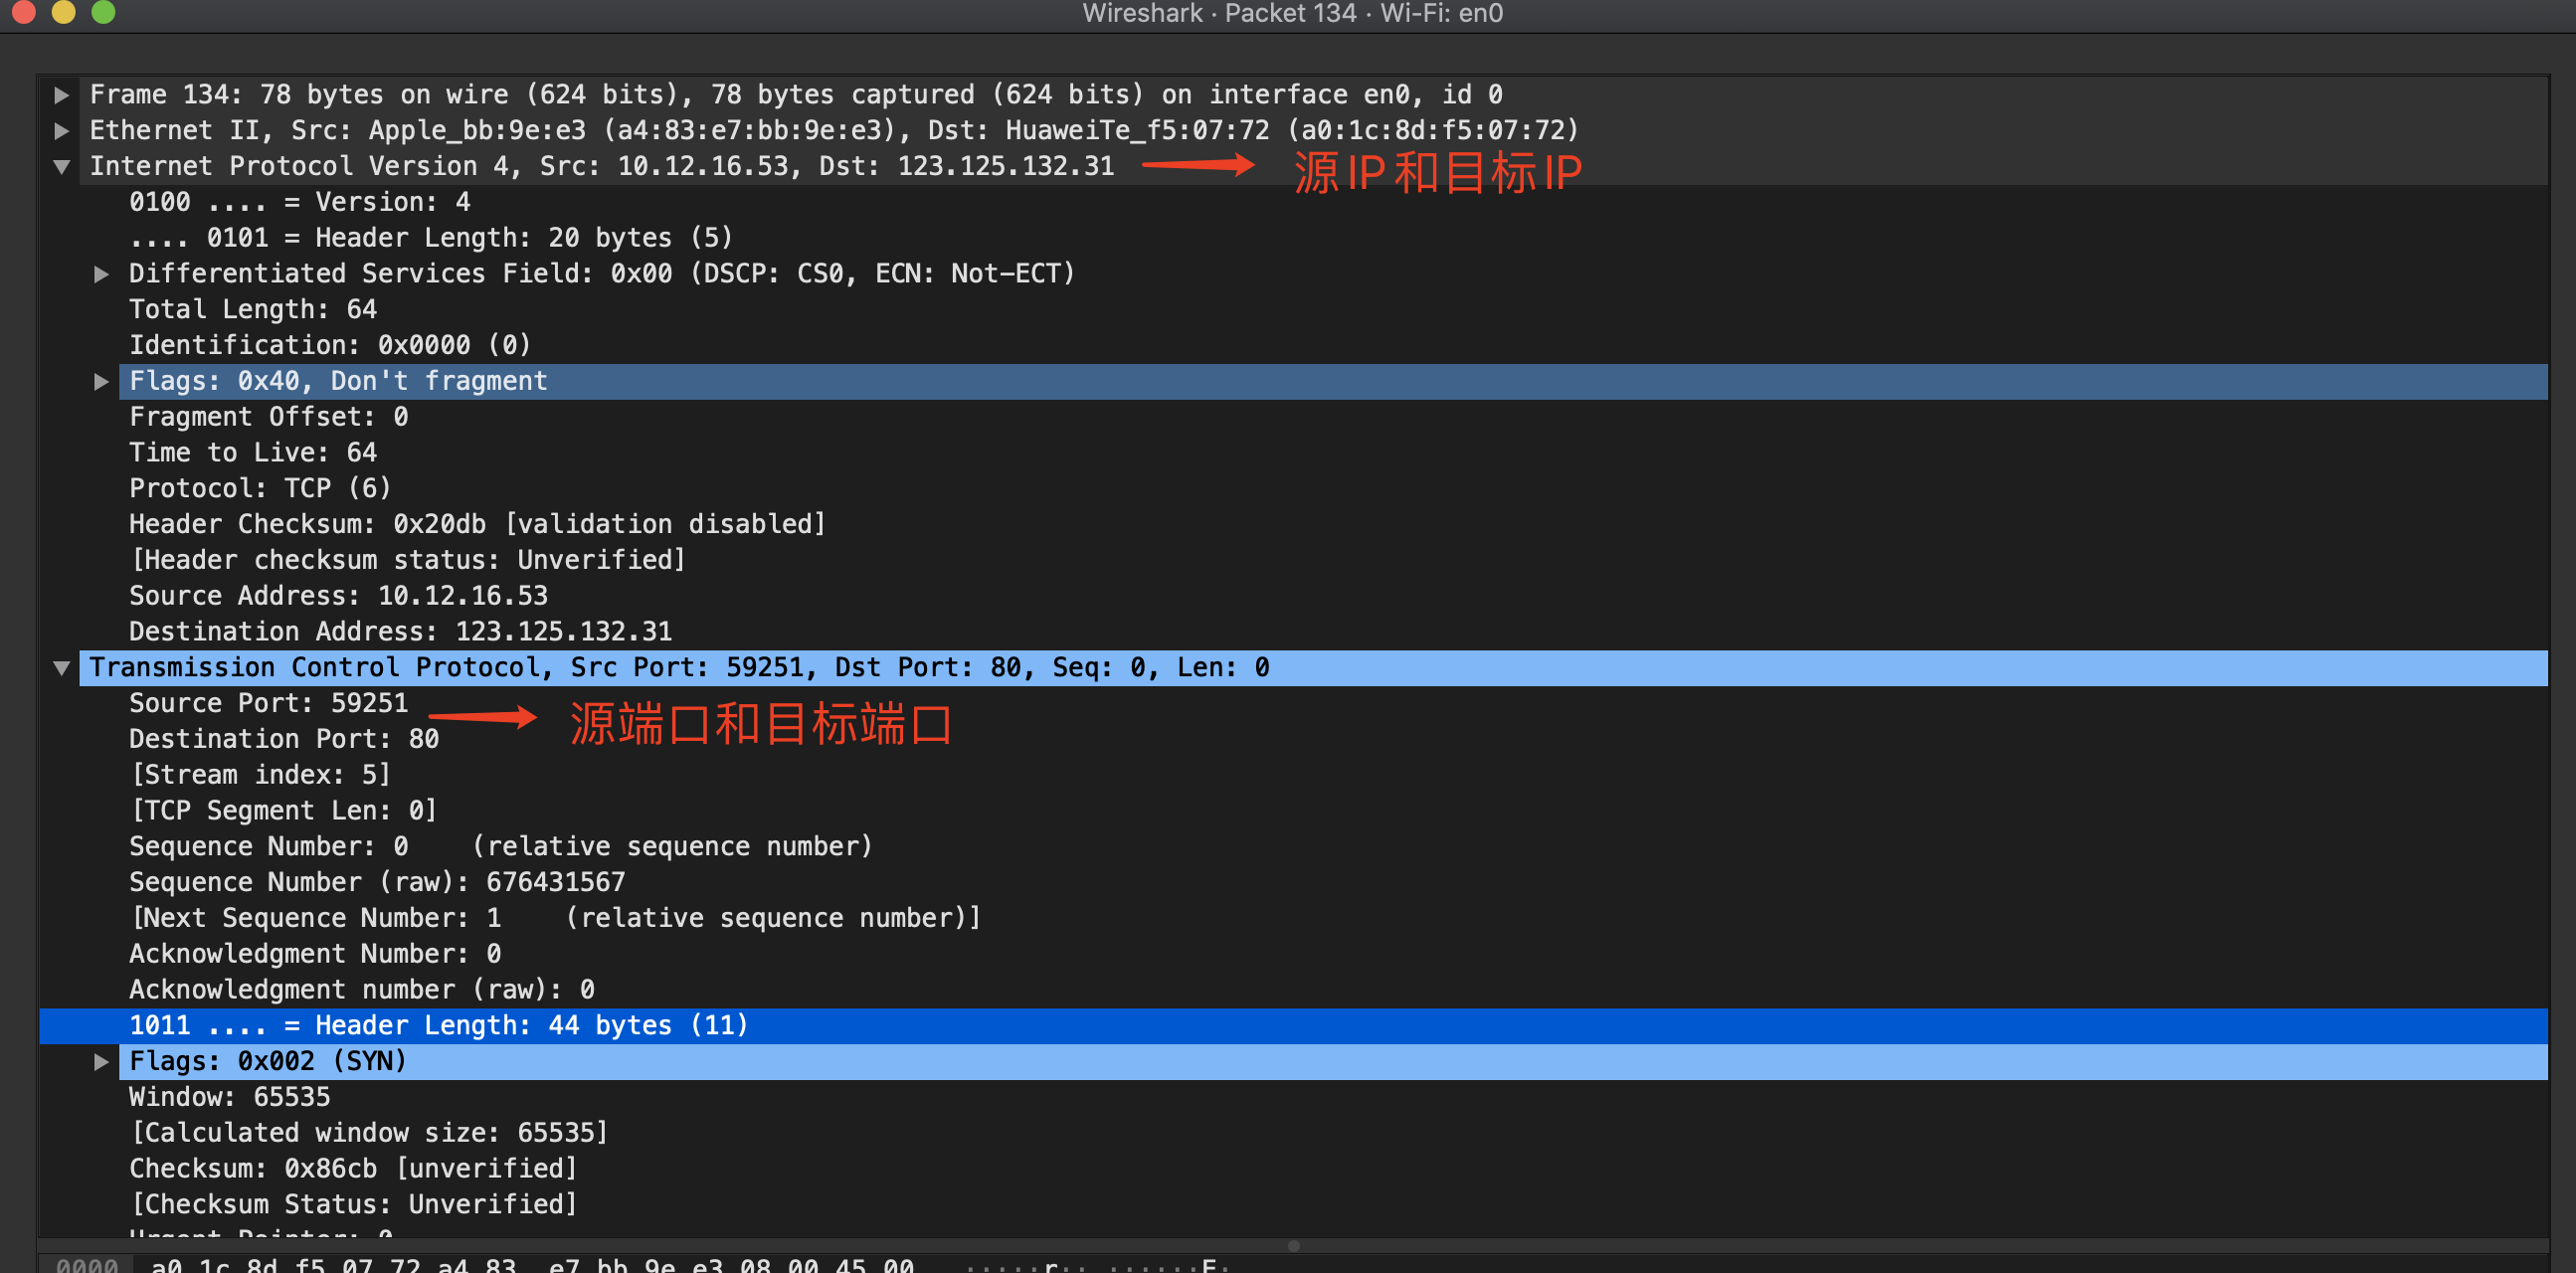 Wireshark · Packet 134 · Wi-Fi: en0
Frame 134: 78 bytes on wire (624 bits), 78 bytes captured (624 bits) on interface en0, id 0
Ethernet II, Src: Apple_bb:9e:e3 (a4:83:e7:bb:9e:e3), Dst: HuaweiTe_f5:07:72 (a0:1c:8d:f5:07:72)
Internet Protocol Version 4, Src: 10.12.16.53, Dst: 123.125.132.31 源IP和目标IP
0100 .... = Version: 4
.... 0101 = Header Length: 20 bytes (5)
Differentiated Services Field: 0x00 (DSCP: CS0, ECN: Not-ECT)
Total Length: 64
Identification: 0x0000 (0)
Flags: 0x40, Don't fragment
Fragment Offset: 0
Time to Live: 64
Protocol: TCP (6)
Header Checksum: 0x20db [validation disabled]
[Header checksum status: Unverified]
Source Address: 10.12.16.53
Destination Address: 123.125.132.31
Transmission Control Protocol, Src Port: 59251, Dst Port: 80, Seq: 0, Len: 0
Source Port: 59251
源端口和目标端口
Destination Port: 80
[Stream index: 5]
[TCP Segment Len: 0]
Sequence Number: 0    (relative sequence number)
Sequence Number (raw): 676431567
[Next Sequence Number: 1    (relative sequence number)]
Acknowledgment Number: 0
Acknowledgment number (raw): 0
1011 .... = Header Length: 44 bytes (11)
Flags: 0x002 (SYN)
Window: 65535
[Calculated window size: 65535]
Checksum: 0x86cb [unverified]
[Checksum Status: Unverified]
Urgent Pointer: 0
0000 a0 1c 8d f5 07 72 a4 83 e7 bb 9e e3 08 00 45 00 ·····r·· ······E·